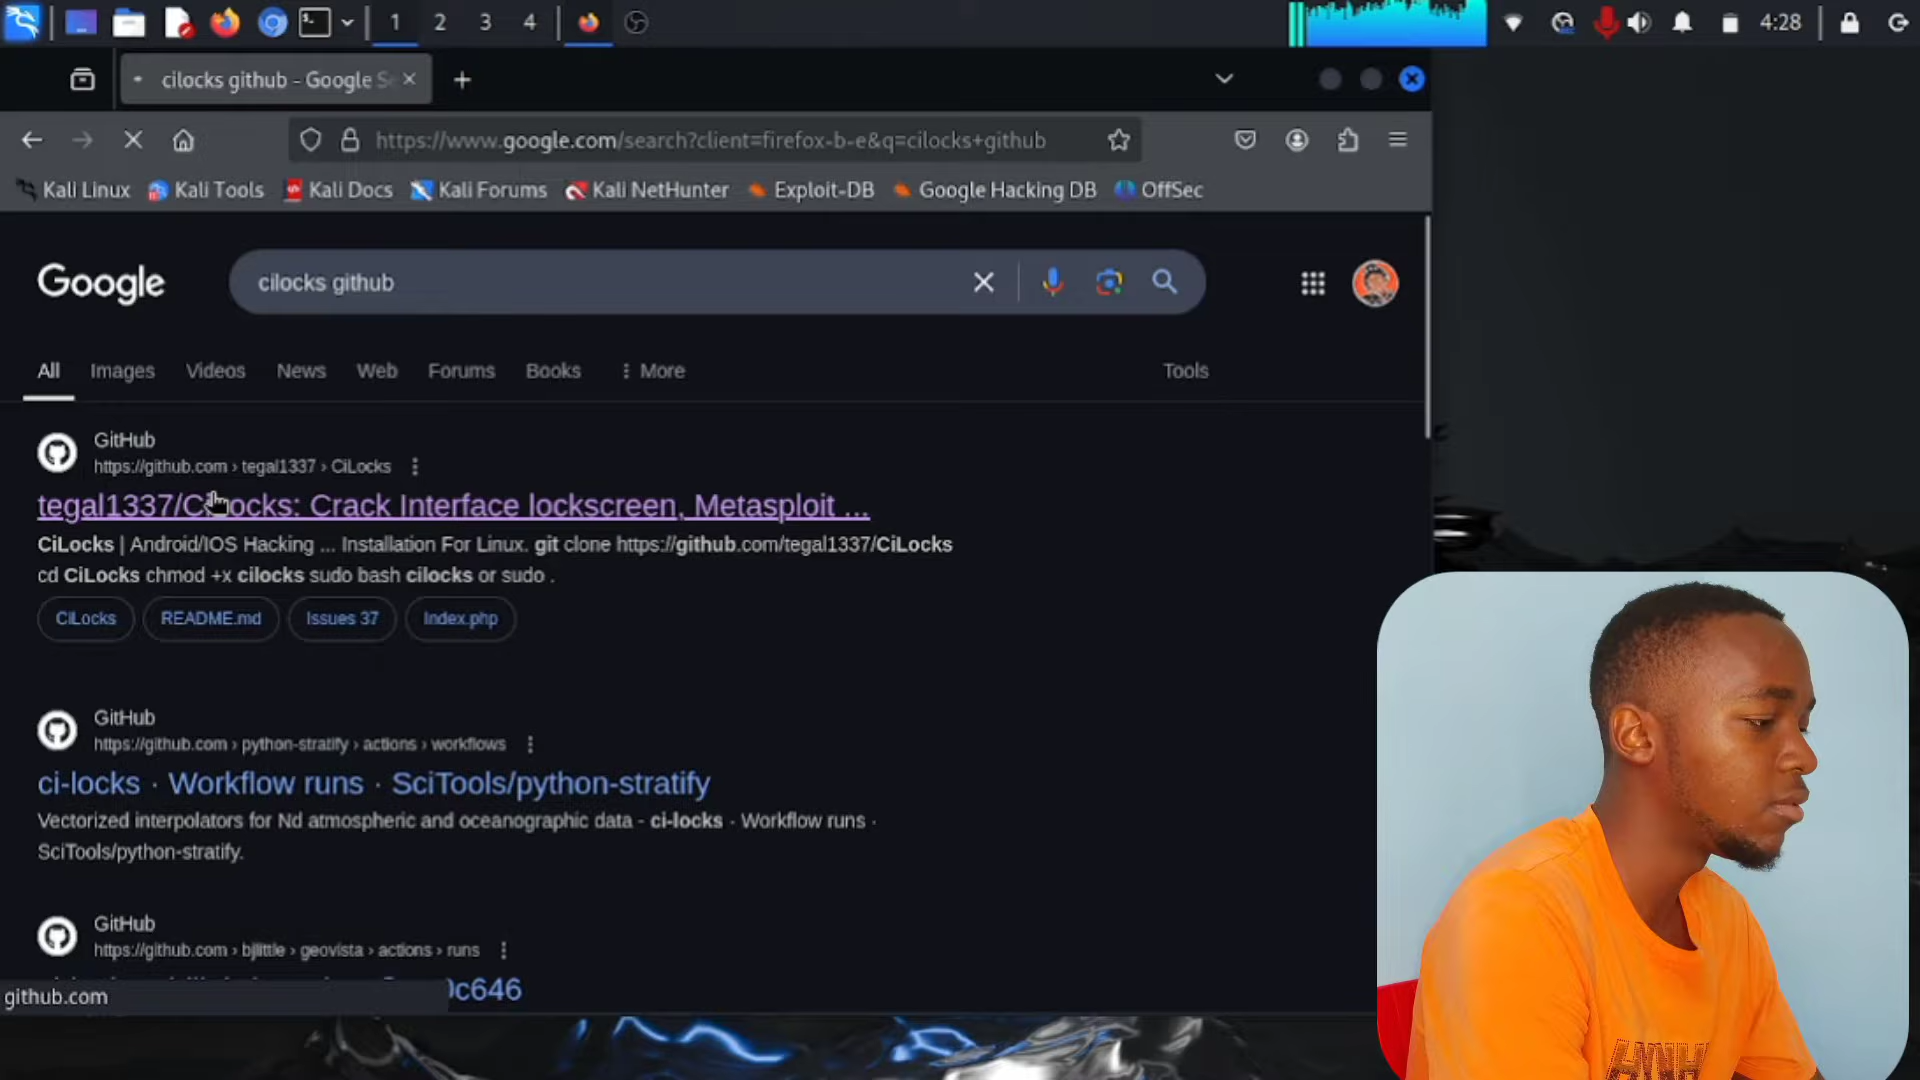 1 2 3 4 4:28
cilocks github - Google S
https://www.google.com/search?client=firefox-b-e&q=cilocks+github
Kali Linux Kali Tools Kali Docs Kali Forums Kali NetHunter Exploit-DB Google Hacking DB OffSec
Google cilocks github
All Images Videos News Web Forums Books More Tools
GitHub
https://github.com › tegal1337 › CiLocks
tegal1337/CiLocks: Crack Interface lockscreen, Metasploit ...
CiLocks | Android/IOS Hacking ... Installation For Linux. git clone https://github.com/tegal1337/CiLocks
cd CiLocks chmod +x cilocks sudo bash cilocks or sudo .
CiLocks README.md Issues 37 Index.php
GitHub
https://github.com › python-stratify › actions › workflows
ci-locks · Workflow runs · SciTools/python-stratify
Vectorized interpolators for Nd atmospheric and oceanographic data - ci-locks · Workflow runs ·
SciTools/python-stratify.
GitHub
https://github.com › bjlittle › geovista › actions › runs
c646
github.com